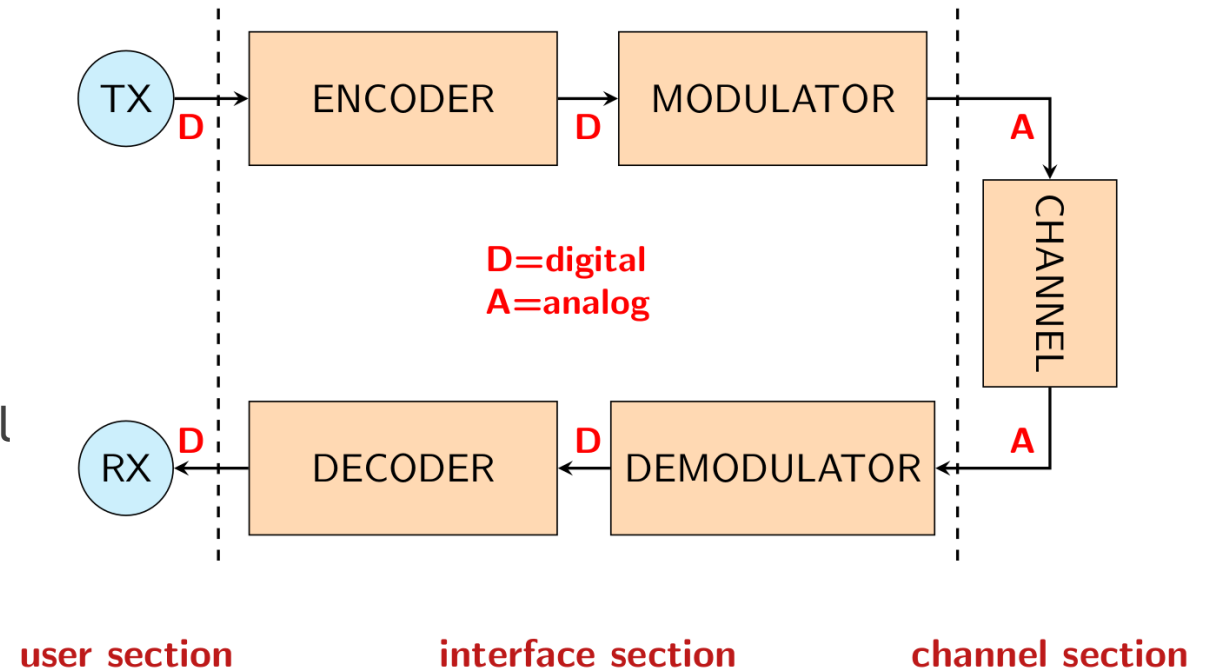 TX
D
ENCODER
D
MODULATOR
A
CHANNEL
D=digital
A=analog
l
RX
D
DECODER
D
DEMODULATOR
A
user section
interface section
channel section